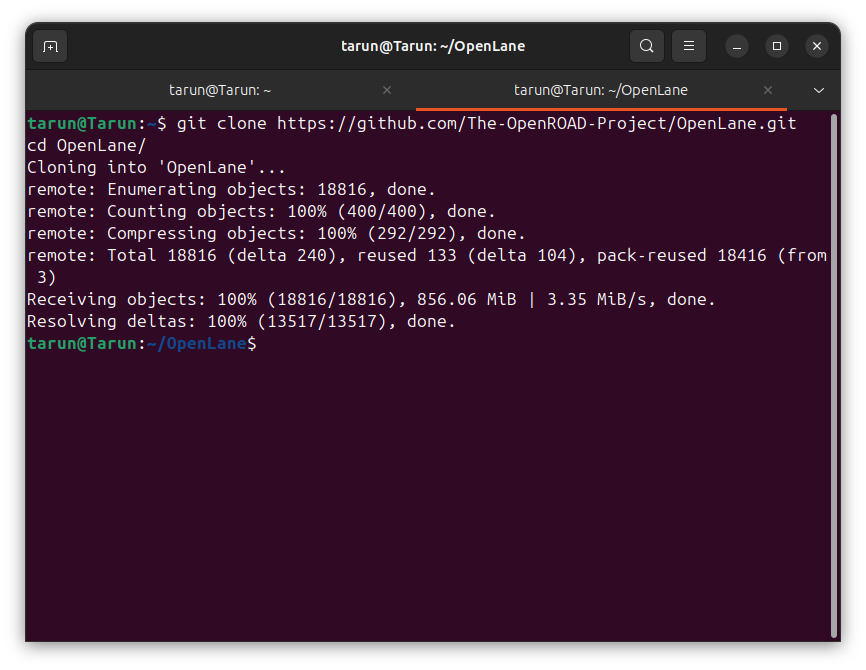 tarun@Tarun: ~/OpenLane
tarun@Tarun: ~
tarun@Tarun: ~/OpenLane
tarun@Tarun:~$ git clone https://github.com/The-OpenROAD-Project/OpenLane.git
cd OpenLane/
Cloning into 'OpenLane'...
remote: Enumerating objects: 18816, done.
remote: Counting objects: 100% (400/400), done.
remote: Compressing objects: 100% (292/292), done.
remote: Total 18816 (delta 240), reused 133 (delta 104), pack-reused 18416 (from
 3)
Receiving objects: 100% (18816/18816), 856.06 MiB | 3.35 MiB/s, done.
Resolving deltas: 100% (13517/13517), done.
tarun@Tarun:~/OpenLane$